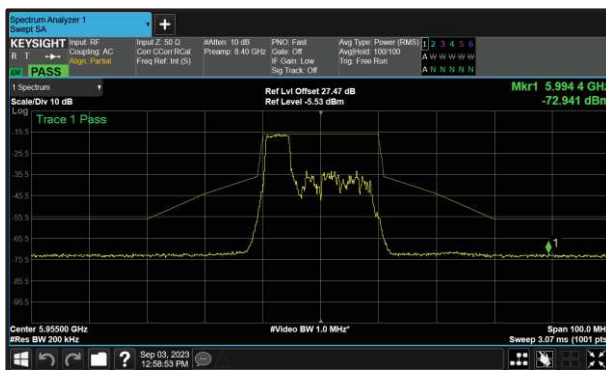 Spectrum Analyzer 1
Swept SA
KEYSIGHT
R T
PASS
Input: RF
Coupling: AC
Align: Partial
Input Z: 50 Ω
Corr CCorr RCal
Freq Ref: Int (S)
#Atten: 10 dB
Preamp: 8.40 GHz
PNO: Fast
Gate: Off
IF Gain: Low
Sig Track: Off
Avg Type: Power (RMS)
Avg|Hold: 100/100
Trig: Free Run
1 2 3 4 5 6
A W W W W W
A N N N N N
1 Spectrum
Scale/Div 10 dB
Ref Lvl Offset 27.47 dB
Ref Level -5.53 dBm
Mkr1 5.994 4 GHz
-72.941 dBm
Log
Trace 1 Pass
-15.5
-25.5
-35.5
-45.5
-55.5
-65.5
-75.5
-85.5
-95.5
1
Center 5.95500 GHz
#Res BW 200 kHz
#Video BW 1.0 MHz*
Span 100.0 MHz
Sweep 3.07 ms (1001 pts)
Sep 03, 2023
12:58:53 PM